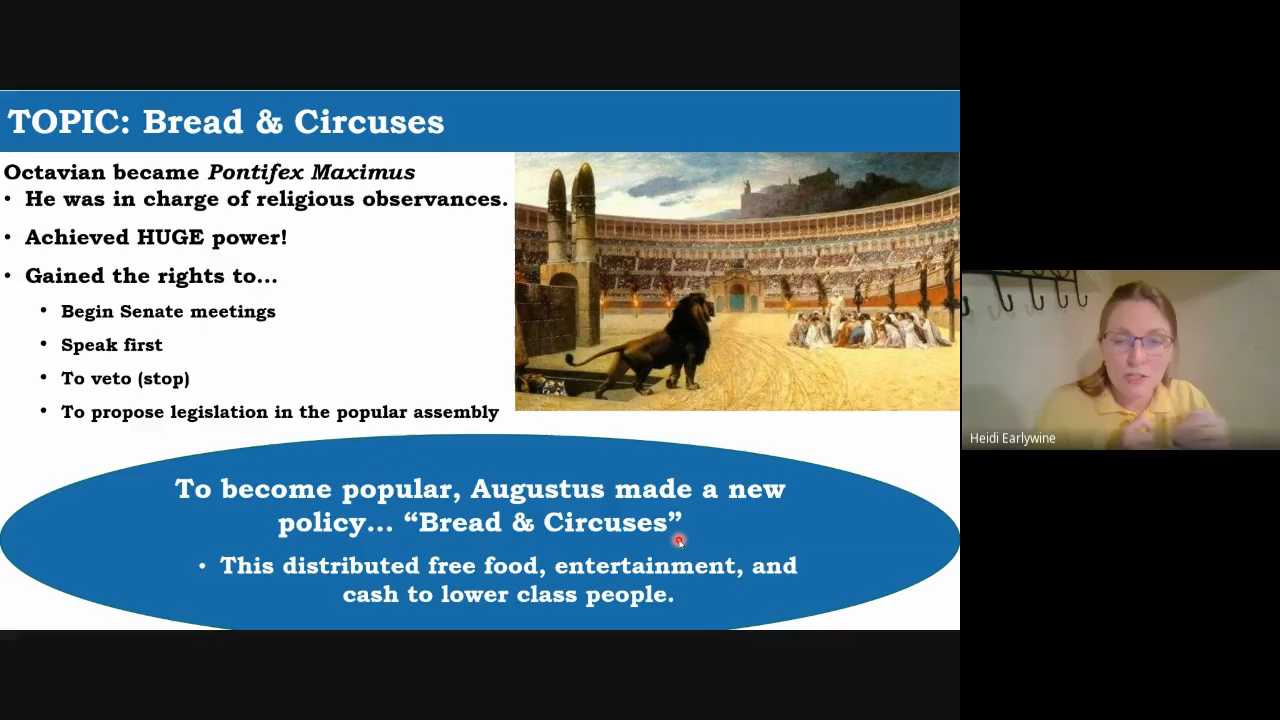 TOPIC: Bread & Circuses
Octavian became Pontifex Maximus
• He was in charge of religious observances.
• Achieved HUGE power!
• Gained the rights to...
• Begin Senate meetings
• Speak first
• To veto (stop)
• To propose legislation in the popular assembly
To become popular, Augustus made a new
policy... “Bread & Circuses”
• This distributed free food, entertainment, and
cash to lower class people.
Heidi Earlywine